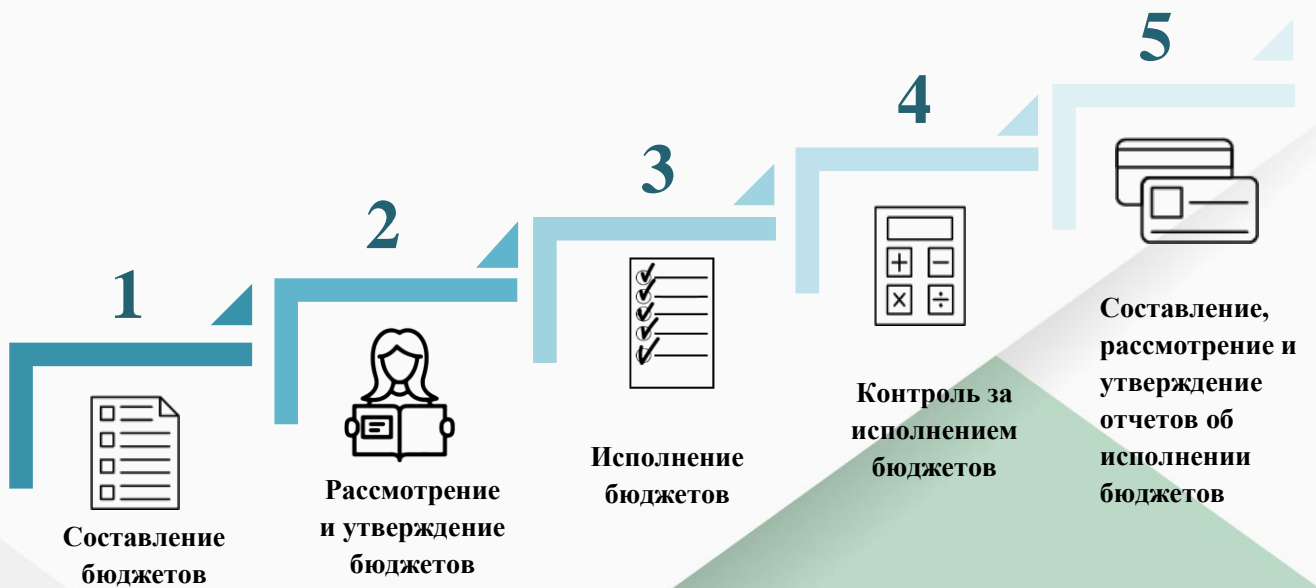 1
Составление
бюджетов
2
Рассмотрение
и утверждение
бюджетов
3
Исполнение
бюджетов
4
Контроль за
исполнением
бюджетов
5
Составление,
рассмотрение и
утверждение
отчетов об
исполнении
бюджетов